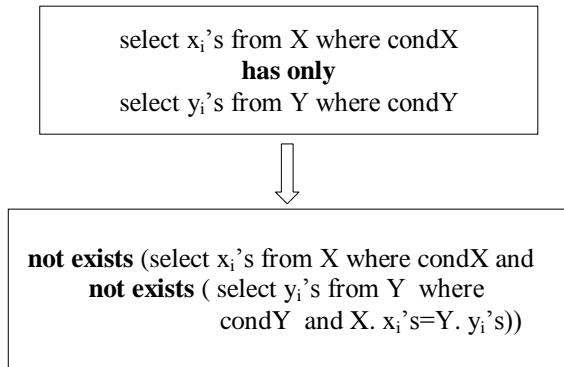 select xi's from X where condX
has only
select yi's from Y where condY
not exists (select xi's from X where condX and
not exists ( select yi's from Y where
condY and X. xi's=Y. yi's))